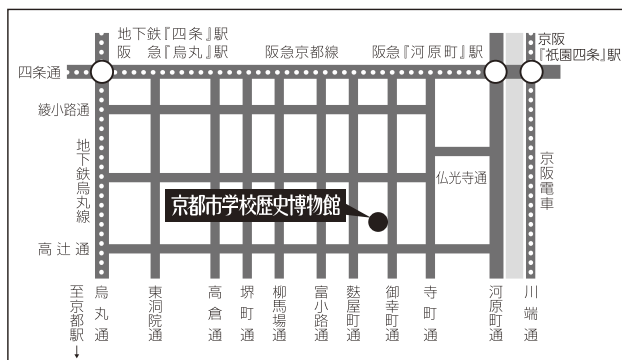 地下鉄『四条』駅
阪　急『烏丸』駅
阪急京都線
阪急『河原町』駅
京阪
『祇園四条』駅
四条通
綾小路通
地下鉄烏丸線
仏光寺通
京阪電車
京都市学校歴史博物館
高辻通
至京都駅
烏丸通
東洞院通
高倉通
堺町通
柳馬場通
富小路通
麩屋町通
御幸町通
寺町通
河原町通
川端通